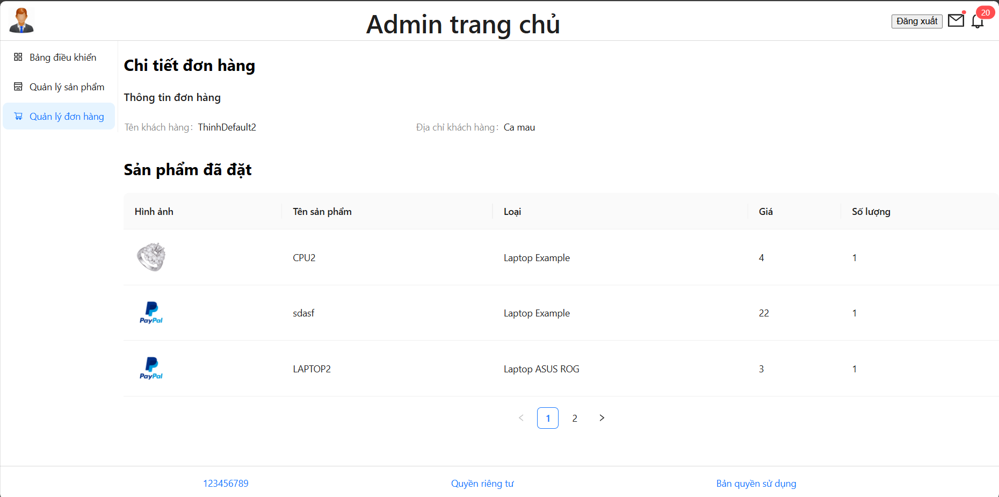 Admin trang chủ
Đăng xuất
20
Bảng điều khiển
Quản lý sản phẩm
Quản lý đơn hàng
Chi tiết đơn hàng
Thông tin đơn hàng
Tên khách hàng: ThinhDefault2 Địa chỉ khách hàng: Ca mau
Sản phẩm đã đặt
Hình ảnh Tên sản phẩm Loại Giá Số lượng
CPU2 Laptop Example 4 1
PayPal sdasf Laptop Example 22 1
PayPal LAPTOP2 Laptop ASUS ROG 3 1
< 1 2 >
123456789 Quyền riêng tư Bản quyền sử dụng